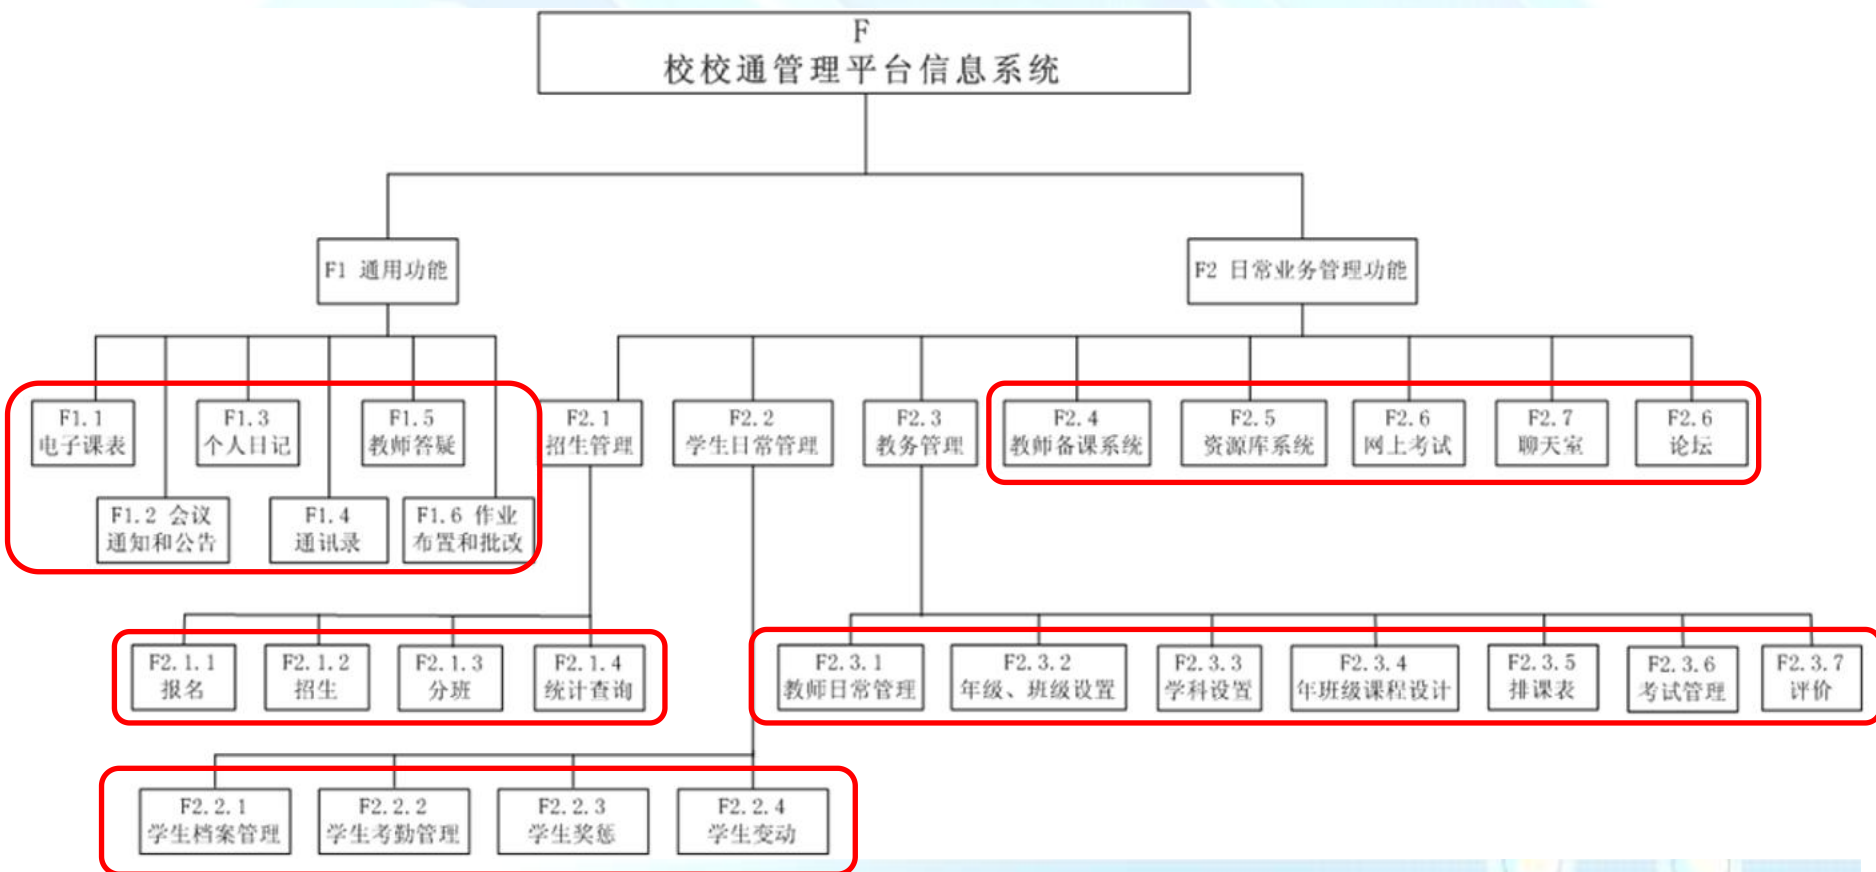 F
校校通管理平台信息系统
F1 通用功能
F2 日常业务管理功能
F1.1
电子课表
F1.3
个人日记
F1.5
教师答疑
F2.1
招生管理
F2.2
学生日常管理
F2.3
教务管理
F2.4
教师备课系统
F2.5
资源库系统
F2.6
网上考试
F2.7
聊天室
F2.6
论坛
F1.2 会议
通知和公告
F1.4
通讯录
F1.6 作业
布置和批改
F2.1.1
报名
F2.1.2
招生
F2.1.3
分班
F2.1.4
统计查询
F2.3.1
教师日常管理
F2.3.2
年级、班级设置
F2.3.3
学科设置
F2.3.4
年班级课程设计
F2.3.5
排课表
F2.3.6
考试管理
F2.3.7
评价
F2.2.1
学生档案管理
F2.2.2
学生考勤管理
F2.2.3
学生奖惩
F2.2.4
学生变动